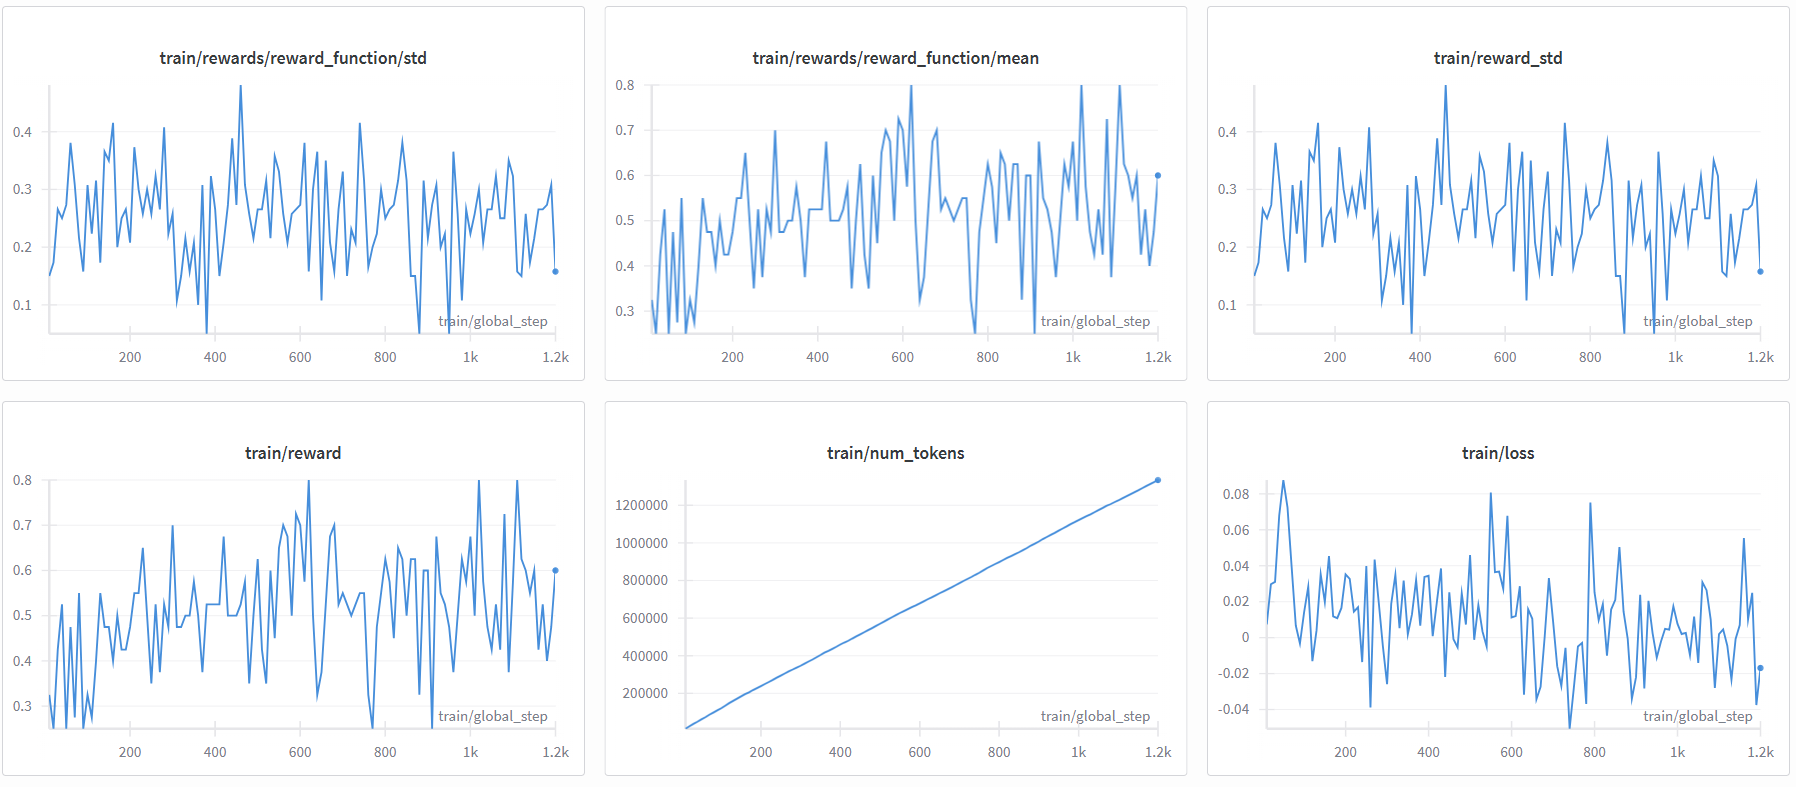 train/rewards/reward_function/std
0.4
0.3
0.2
0.1
train/global_step
200 400 600 800 1k 1.2k
train/rewards/reward_function/mean
0.8
0.7
0.6
0.5
0.4
0.3
train/global_step
200 400 600 800 1k 1.2k
train/reward_std
0.4
0.3
0.2
0.1
train/global_step
200 400 600 800 1k 1.2k
train/reward
0.8
0.7
0.6
0.5
0.4
0.3
train/global_step
200 400 600 800 1k 1.2k
train/num_tokens
1200000
1000000
800000
600000
400000
200000
train/global_step
200 400 600 800 1k 1.2k
train/loss
0.08
0.06
0.04
0.02
0
-0.02
-0.04
train/global_step
200 400 600 800 1k 1.2k